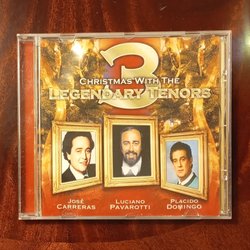 3
CHRISTMAS WITH THE
LEGENDARY TENORS
JOSÉ
CARRERAS
LUCIANO
PAVAROTTI
PLACIDO
DOMINGO